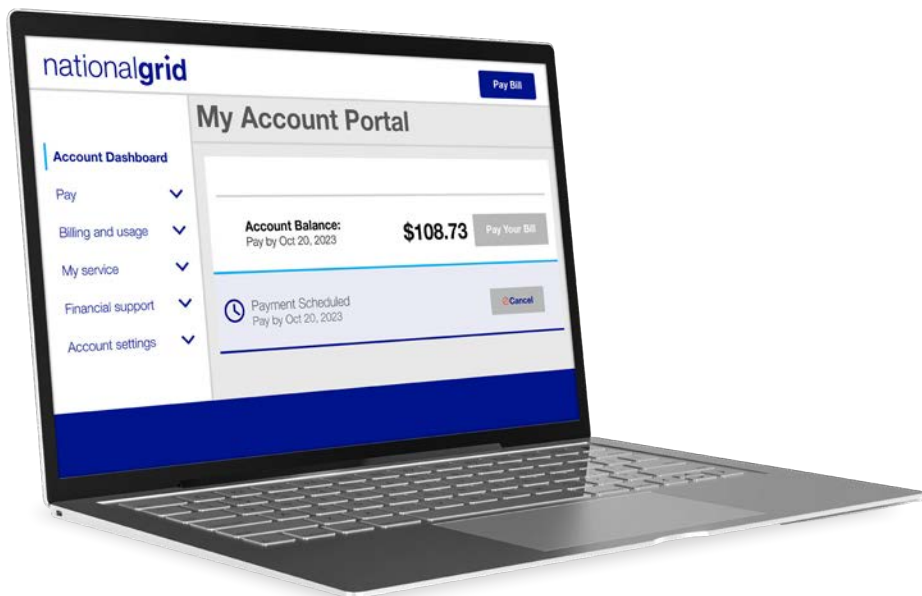 nationalgrid
Pay Bill
My Account Portal
Account Dashboard
Pay
Billing and usage
My service
Financial support
Account settings
Account Balance:
Pay by Oct 20, 2023
$108.73
Pay Your Bill
Payment Scheduled
Pay by Oct 20, 2023
Cancel